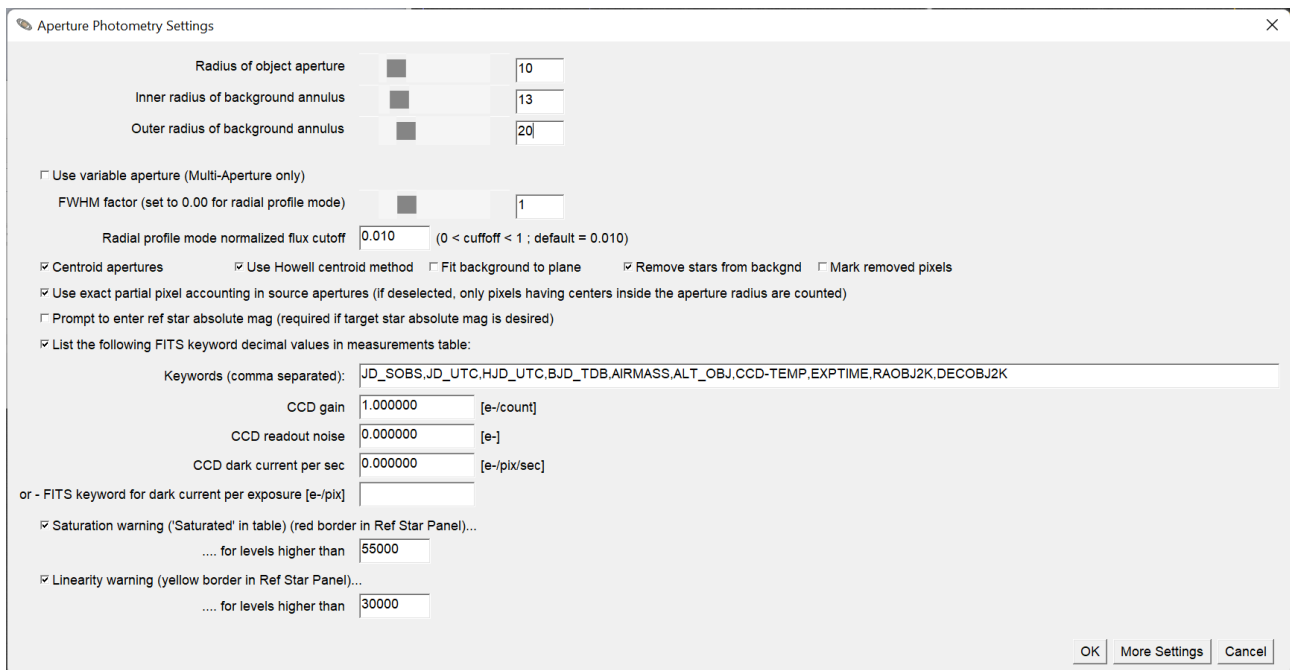 Aperture Photometry Settings
Radius of object aperture 10
Inner radius of background annulus 13
Outer radius of background annulus 20
Use variable aperture (Multi-Aperture only)
FWHM factor (set to 0.00 for radial profile mode) 1
Radial profile mode normalized flux cutoff 0.010 (0 < cuffoff < 1 ; default = 0.010)
Centroid apertures Use Howell centroid method Fit background to plane Remove stars from backgnd Mark removed pixels
Use exact partial pixel accounting in source apertures (if deselected, only pixels having centers inside the aperture radius are counted)
Prompt to enter ref star absolute mag (required if target star absolute mag is desired)
List the following FITS keyword decimal values in measurements table:
Keywords (comma separated): JD_SOBS,JD_UTC,HJD_UTC,BJD_TDB,AIRMASS,ALT_OBJ,CCD-TEMP,EXPTIME,RAOBJ2K,DECOBJ2K
CCD gain 1.000000 [e-/count]
CCD readout noise 0.000000 [e-]
CCD dark current per sec 0.000000 [e-/pix/sec]
or - FITS keyword for dark current per exposure [e-/pix]
Saturation warning ('Saturated' in table) (red border in Ref Star Panel)...
.... for levels higher than 55000
Linearity warning (yellow border in Ref Star Panel)...
.... for levels higher than 30000
OK More Settings Cancel